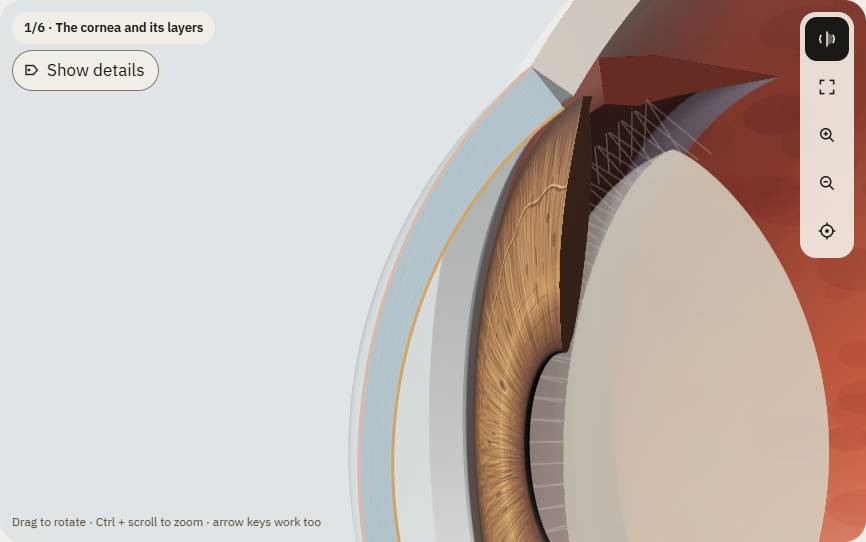 1/6 · The cornea and its layers
Show details
Drag to rotate · Ctrl + scroll to zoom · arrow keys work too